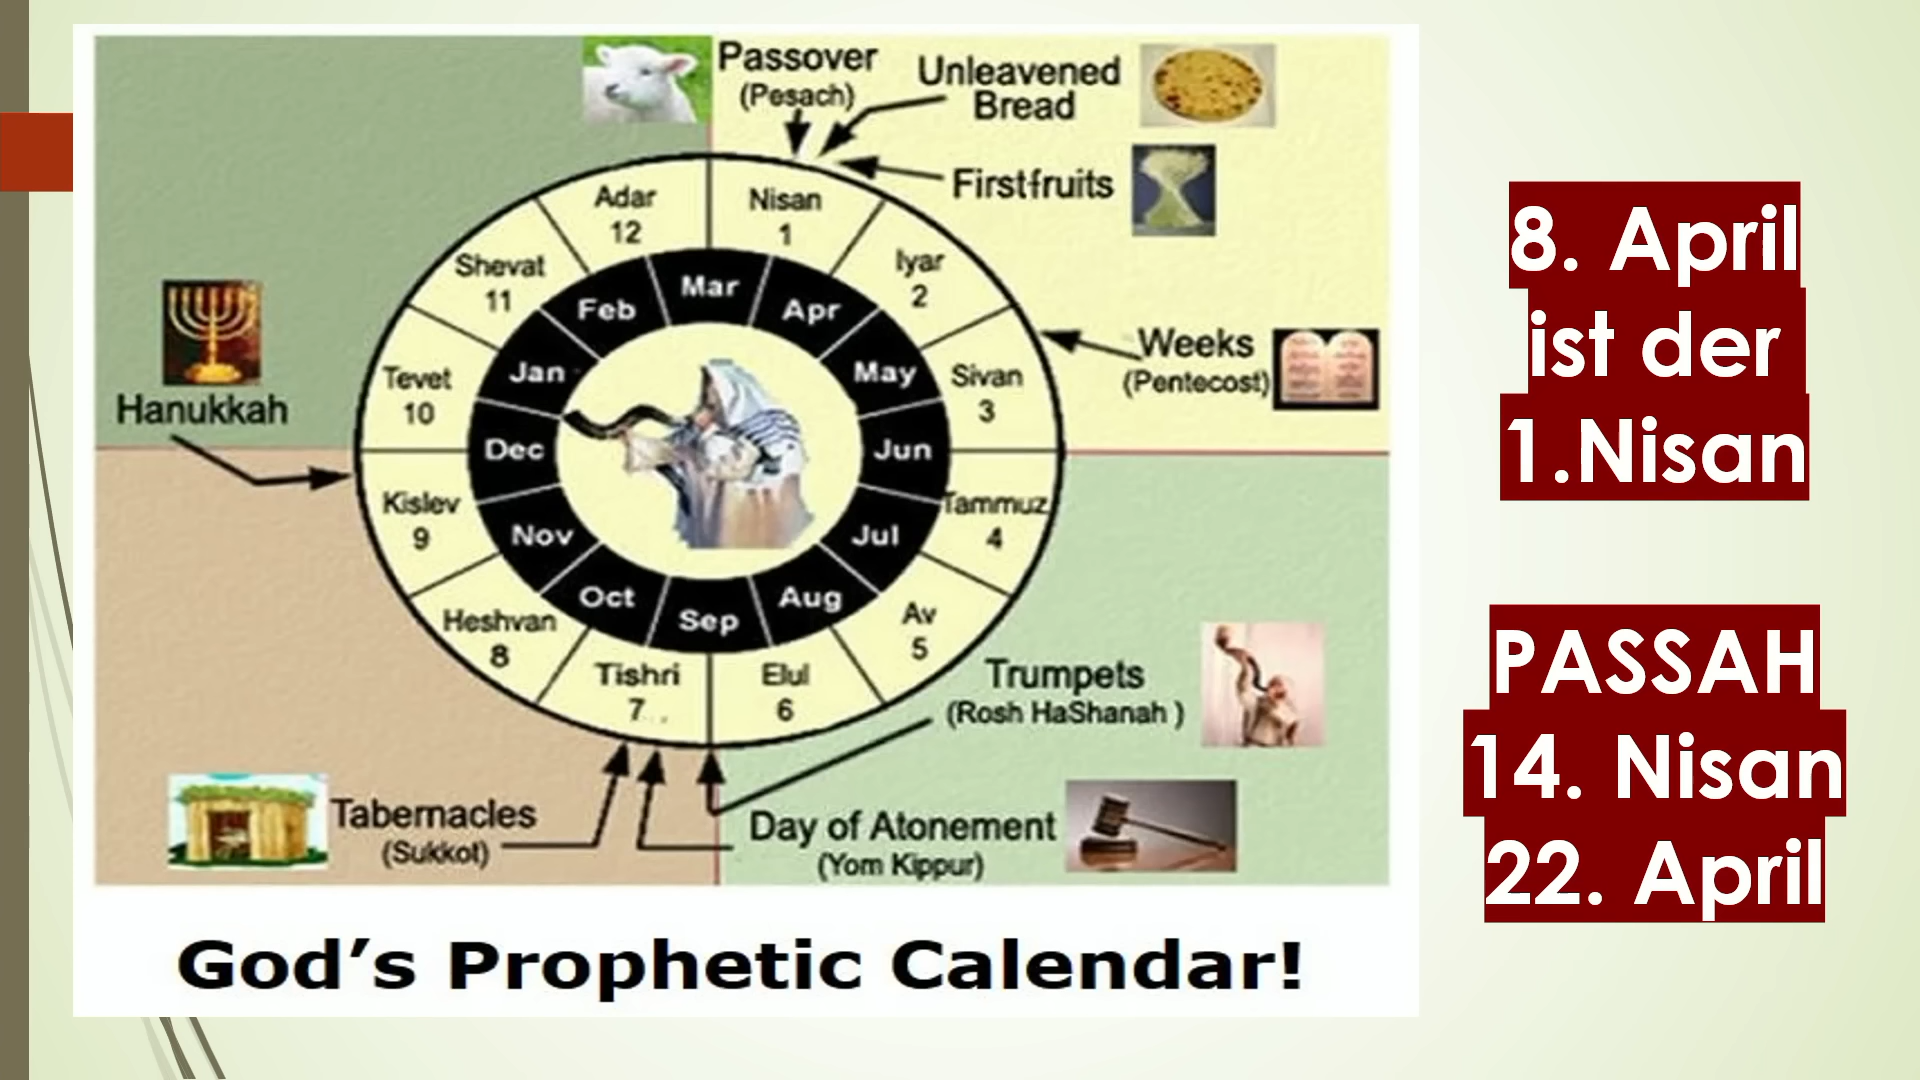 Passover
(Pesach)
Unleavened
Bread
Firstfruits
Adar
12
Nisan
1
Iyar
2
Shevat
11
Mar
Apr
Feb
Weeks
(Pentecost)
May
Jan
Sivan
3
Tevet
10
Hanukkah
Dec
Jun
Kislev
9
Tammuz
4
Nov
Jul
Oct
Sep
Aug
Heshvan
8
Av
5
Tishri
7
Elul
6
Trumpets
(Rosh HaShanah )
Tabernacles
(Sukkot)
Day of Atonement
(Yom Kippur)
God’s Prophetic Calendar!
8. April
ist der
1.Nisan
PASSAH
14. Nisan
22. April